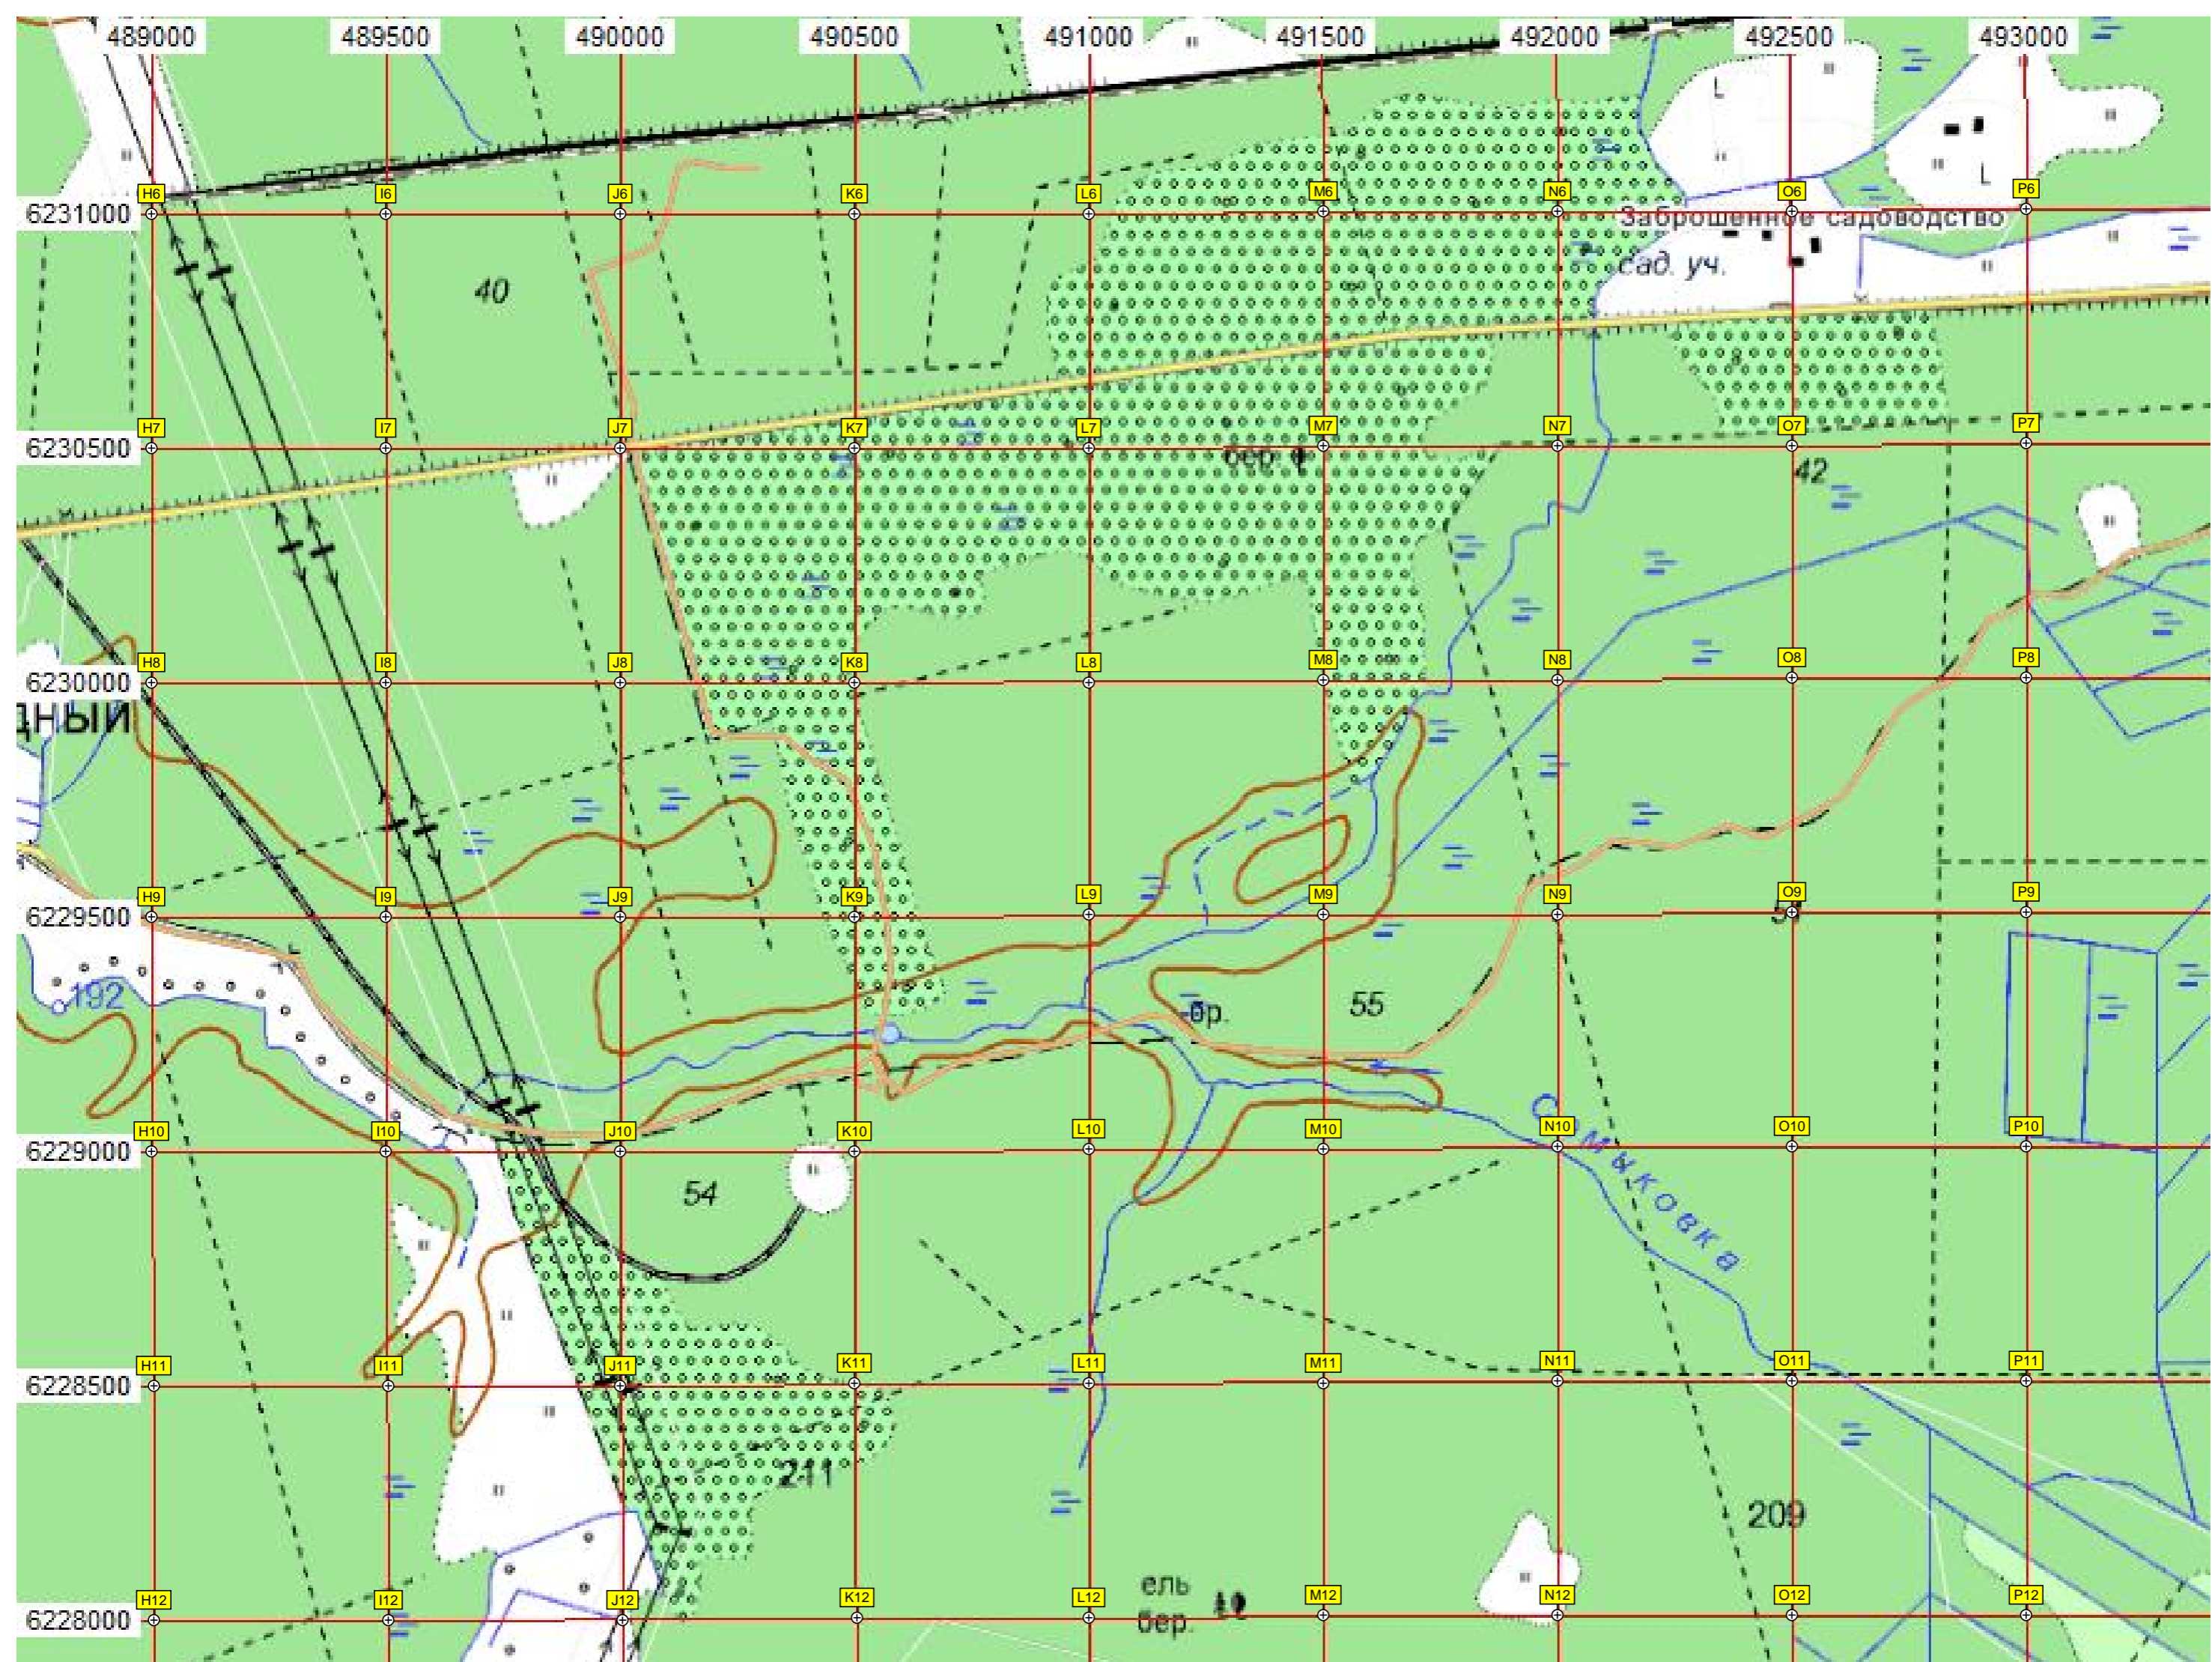 489000 489500 490000 490500 491000 491500 492000 492500 493000
H6 I6 J6 K6 L6 M6 N6 O6 P6
6231000
Заброшенное садоводство
сад. уч.
40
H7 I7 J7 K7 L7 M7 N7 O7 P7
6230500
бер.
42
H8 I8 J8 K8 L8 M8 N8 O8 P8
6230000
дный
H9 I9 J9 K9 L9 M9 N9 O9 P9
6229500
192
55
бр.
H10 I10 J10 K10 L10 M10 N10 O10 P10
6229000
Смыковка
54
H11 I11 J11 K11 L11 M11 N11 O11 P11
6228500
211
209
H12 I12 J12 K12 L12 M12 N12 O12 P12
6228000
ель
бер.